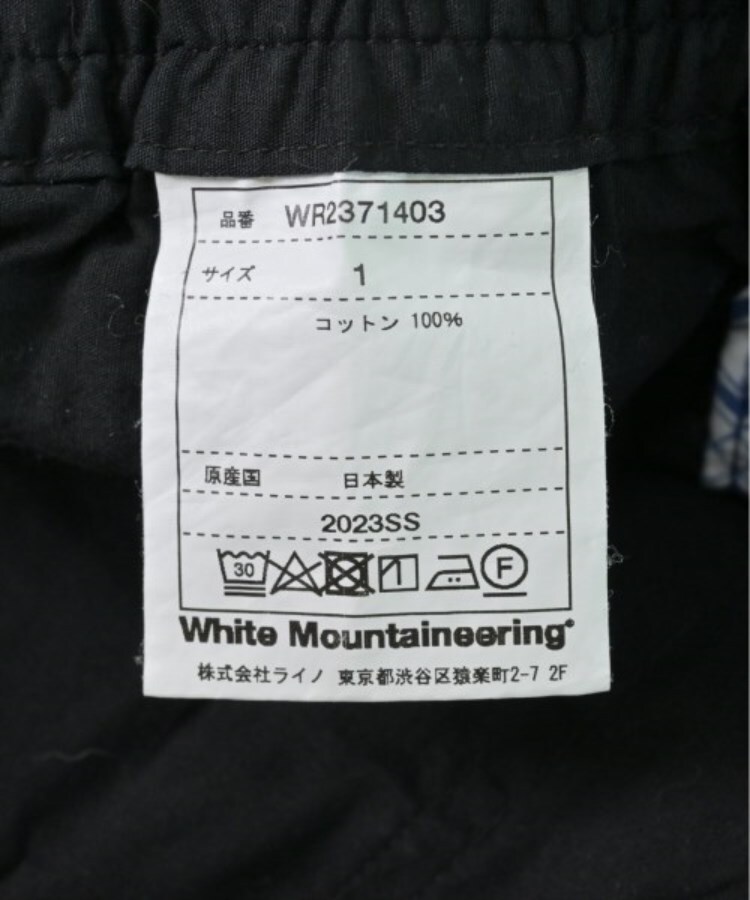 品番 WR2371403
サイズ 1
コットン 100%
原産国 日本製
2023SS
30 F
White Mountaineering®
株式会社ライノ 東京都渋谷区猿楽町2-7 2F